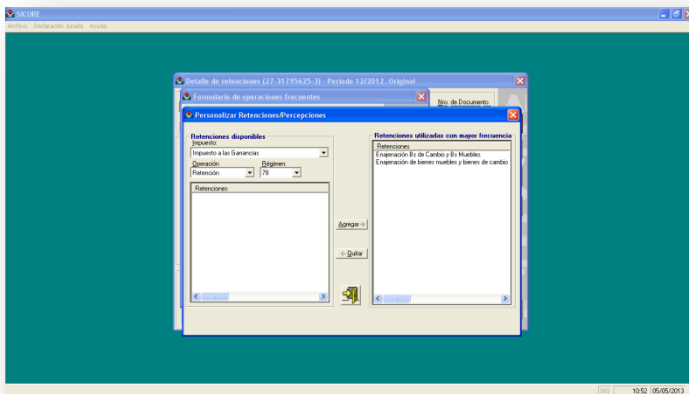 SICORE
Archivo Declaración Jurada Ayuda
Detalle de retenciones (27-31795625-3) - Periodo 12/2012, Original
Formulario de operaciones frecuentes
Nro. de Documento
Personalizar Retenciones/Percepciones
Retenciones disponibles
Impuesto:
Impuesto a las Ganancias
Operación:
Régimen:
Retención
78
Retenciones
Agregar ->
<- Quitar
Retenciones utilizadas con mayor frecuencia
Retenciones
Enajenación Bs de Cambio y Bs Muebles.
Enajenación de bienes muebles y bienes de cambio
INS 10:52 05/05/2013